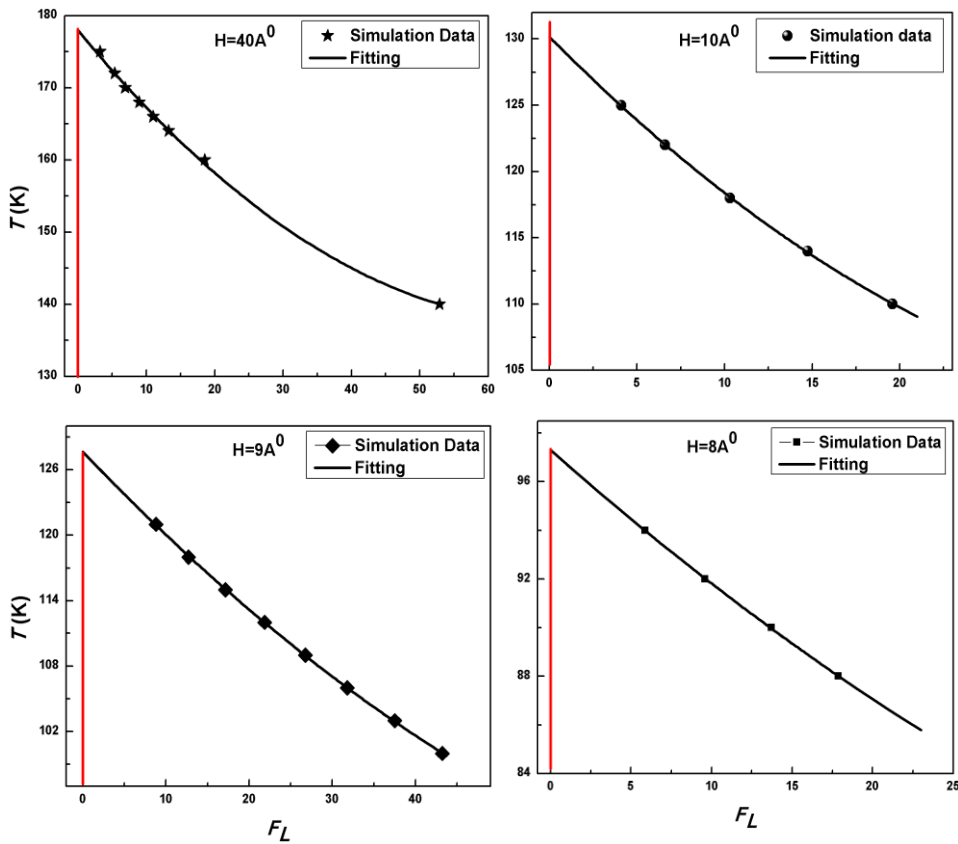 H=40A⁰
Simulation Data
Fitting
T (K)
180
170
160
150
140
130
0 10 20 30 40 50 60
H=10A⁰
Simulation data
Fitting
130
125
120
115
110
105
0 5 10 15 20
H=9A⁰
Simulation Data
Fitting
T (K)
126
120
114
108
102
0 10 20 30 40
F_L
H=8A⁰
Simulation Data
Fitting
96
92
88
84
0 5 10 15 20 25
F_L